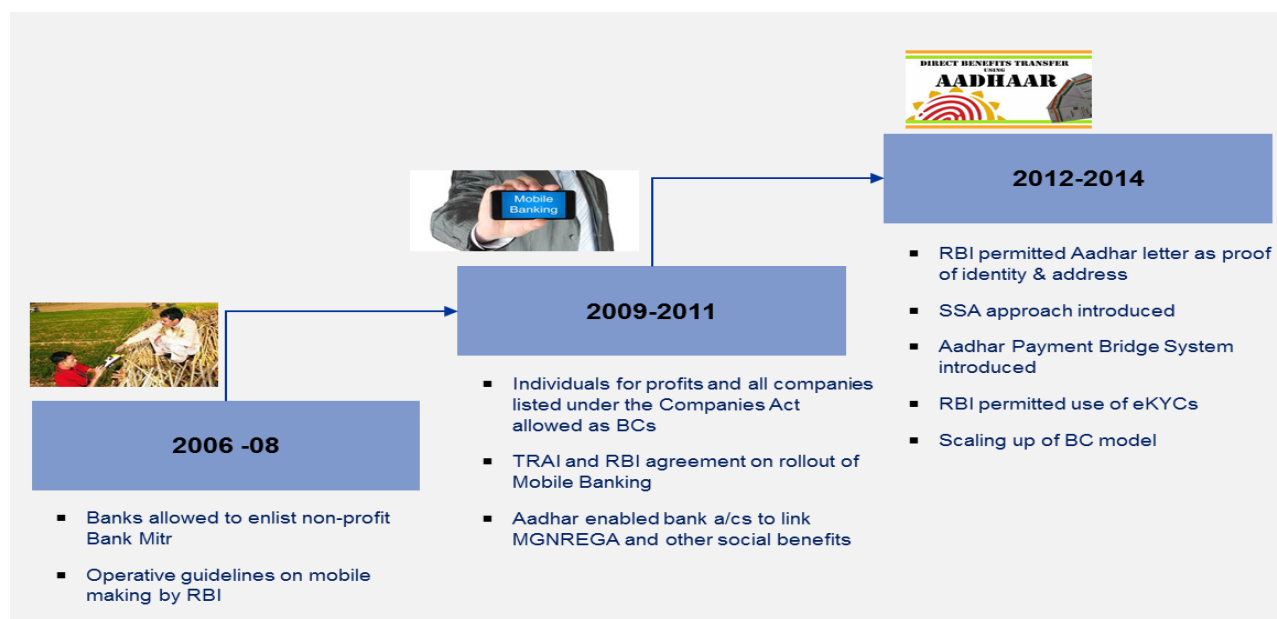 2006 -08
Banks allowed to enlist non-profit
Bank Mitr
Operative guidelines on mobile
making by RBI
Mobile
Banking
2009-2011
Individuals for profits and all companies
listed under the Companies Act
allowed as BCs
TRAI and RBI agreement on rollout of
Mobile Banking
Aadhar enabled bank a/cs to link
MGNREGA and other social benefits
DIRECT BENEFITS TRANSFER
USING
AADHAAR
2012-2014
RBI permitted Aadhar letter as proof
of identity & address
SSA approach introduced
Aadhar Payment Bridge System
introduced
RBI permitted use of eKYCs
Scaling up of BC model